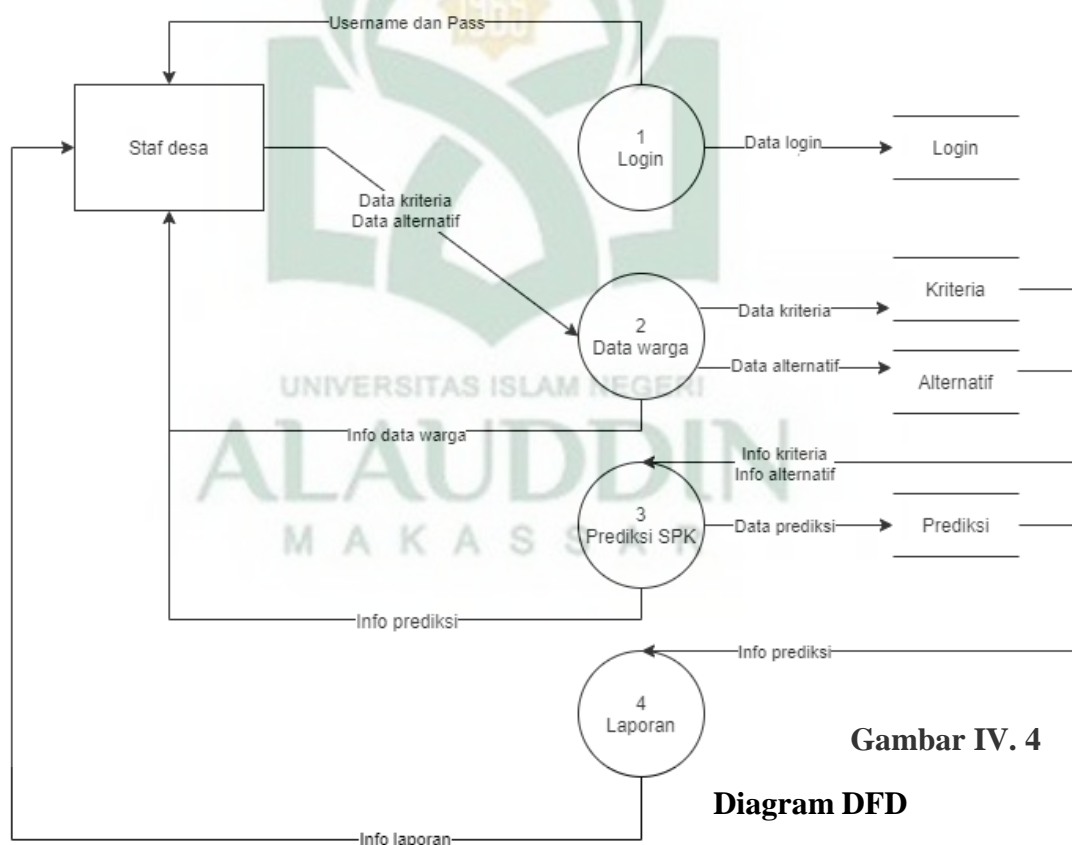 Username dan Pass
1965
Staf desa
1
Login
Data login
Login
Data kriteria
Data alternatif
Kriteria
2
Data warga
Data kriteria
Data alternatif
Alternatif
UNIVERSITAS ISLAM NEGERI
ALAUDDIN
MAKASSAR
Info data warga
Info kriteria
Info alternatif
3
Prediksi SPK
Data prediksi
Prediksi
Info prediksi
Info prediksi
4
Laporan
Gambar IV. 4
Diagram DFD
Info laporan